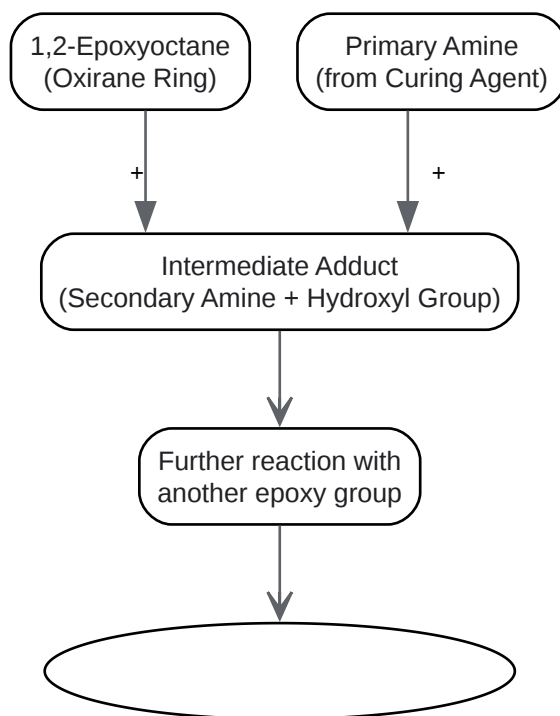 1,2-Epoxyoctane
(Oxirane Ring)
Primary Amine
(from Curing Agent)
+
+
Intermediate Adduct
(Secondary Amine + Hydroxyl Group)
Further reaction with
another epoxy group